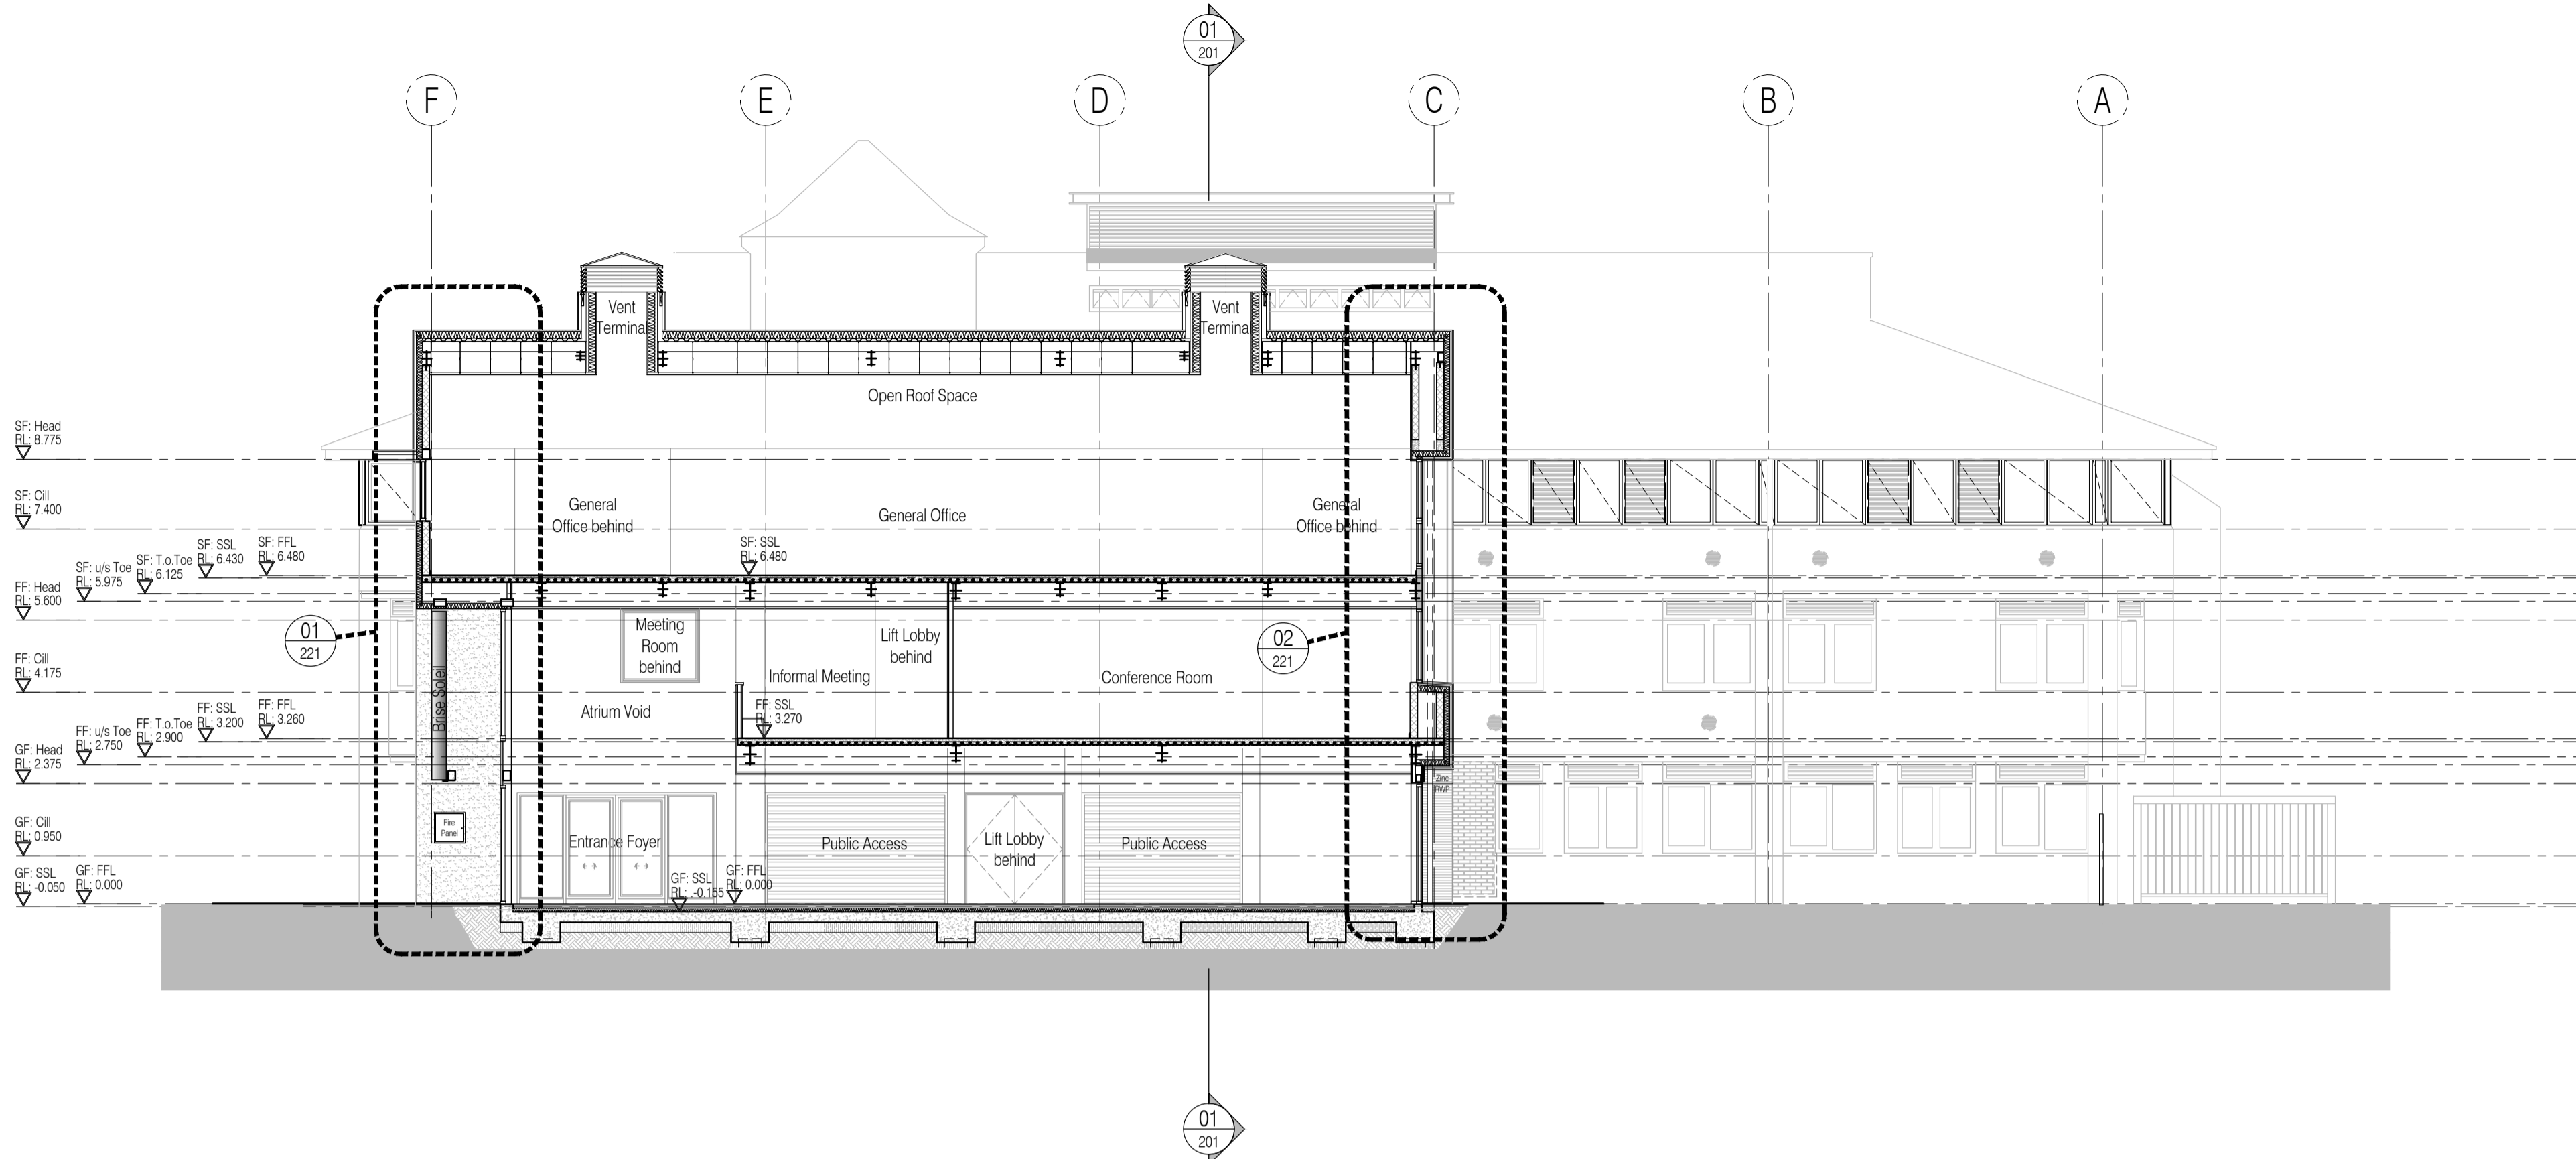 01
201
F
E
D
C
B
A
Vent
Terminal
Vent
Terminal
Open Roof Space
SF: Head
RL: 8.775
SF: Cill
RL: 7.400
General
Office behind
General Office
General
Office behind
SF: SSL
RL: 6.430
SF: FFL
RL: 6.480
SF: SSL
RL: 6.480
SF: u/s Toe
RL: 5.975
SF: T.o.Toe
RL: 6.125
FF: Head
RL: 5.600
01
221
Meeting
Room
behind
Lift Lobby
behind
02
221
FF: Cill
RL: 4.175
Brise Soleil
Informal Meeting
Conference Room
Atrium Void
FF: SSL
RL: 3.200
FF: FFL
RL: 3.260
FF: SSL
RL: 3.270
FF: u/s Toe
RL: 2.750
FF: T.o.Toe
RL: 2.900
GF: Head
RL: 2.375
Zinc
RWP
GF: Cill
RL: 0.950
Fire
Panel
Entrance Foyer
Public Access
Lift Lobby
behind
Public Access
GF: SSL
RL: -0.050
GF: FFL
RL: 0.000
GF: SSL
RL: -0.155
GF: FFL
RL: 0.000
01
201